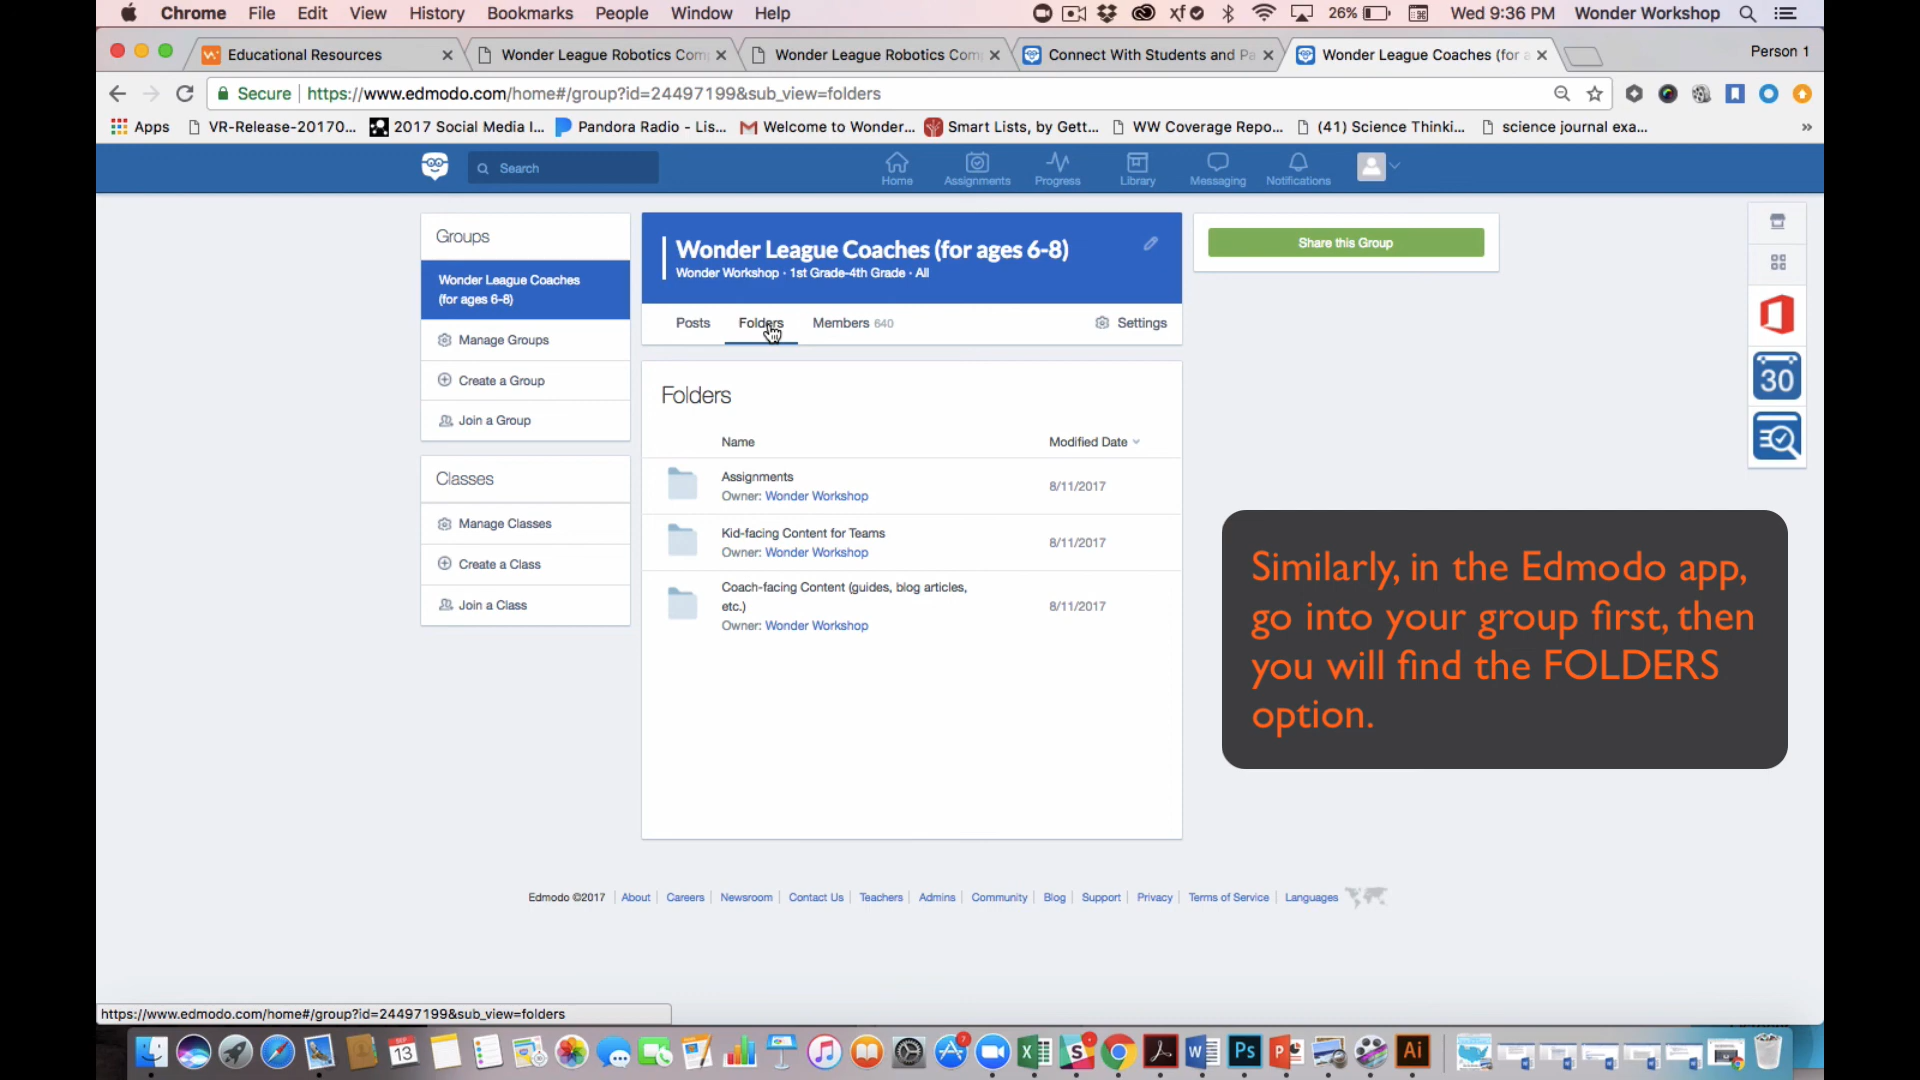 Chrome File Edit View History Bookmarks People Window Help
26% Wed 9:36 PM Wonder Workshop
Educational Resources
Wonder League Robotics Com
Wonder League Robotics Com
Connect With Students and Pa
Wonder League Coaches (for a
Person 1
Secure https://www.edmodo.com/home#/group?id=24497199&sub_view=folders
Apps VR-Release-20170... 2017 Social Media I... Pandora Radio - Lis... Welcome to Wonder... Smart Lists, by Gett... WW Coverage Repo... (41) Science Thinki... science journal exa... »
Search
Home Assignments Progress Library Messaging Notifications
Groups
Wonder League Coaches
(for ages 6-8)
Manage Groups
Create a Group
Join a Group
Classes
Manage Classes
Create a Class
Join a Class
Wonder League Coaches (for ages 6-8)
Wonder Workshop · 1st Grade-4th Grade · All
Posts Folders Members 640 Settings
Folders
Name Modified Date
Assignments
Owner: Wonder Workshop
8/11/2017
Kid-facing Content for Teams
Owner: Wonder Workshop
8/11/2017
Coach-facing Content (guides, blog articles,
etc.)
Owner: Wonder Workshop
8/11/2017
Share this Group
30
Similarly, in the Edmodo app,
go into your group first, then
you will find the FOLDERS
option.
Edmodo ©2017 About Careers Newsroom Contact Us Teachers Admins Community Blog Support Privacy Terms of Service Languages
https://www.edmodo.com/home#/group?id=24497199&sub_view=folders
SEP
13
7
Ps
Ai